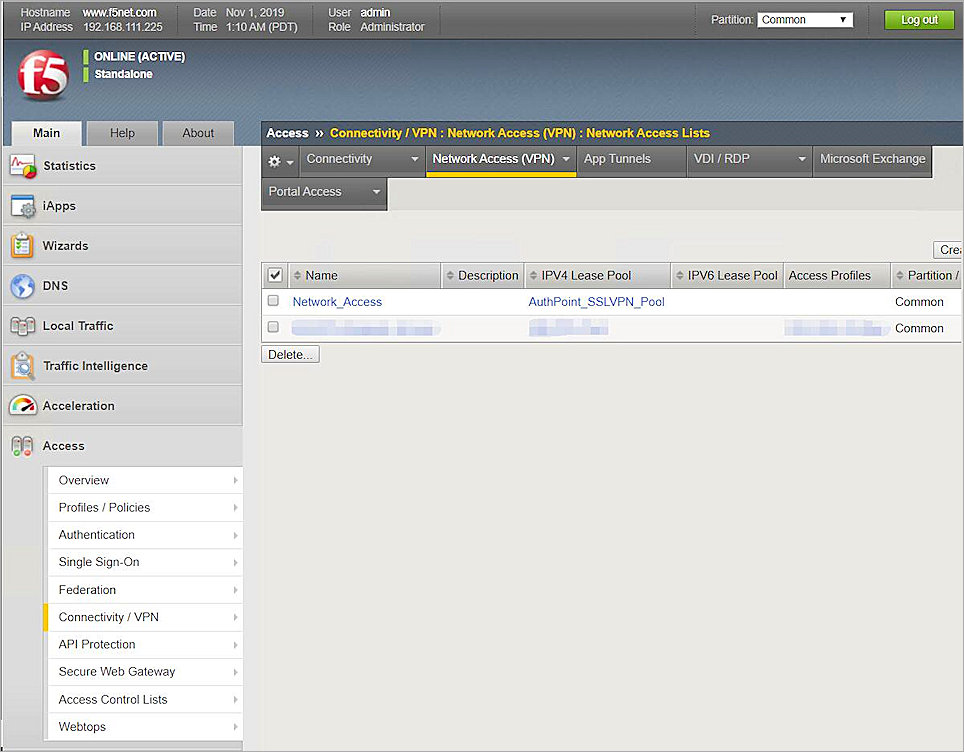 Hostname www.f5net.com Date Nov 1, 2019 User admin Partition: Common Log out
IP Address 192.168.111.225 Time 1:10 AM (PDT) Role Administrator
f5
ONLINE (ACTIVE)
Standalone
Main Help About
Access » Connectivity / VPN : Network Access (VPN) : Network Access Lists
Connectivity Network Access (VPN) App Tunnels VDI / RDP Microsoft Exchange
Portal Access
Statistics
iApps
Wizards
DNS
Local Traffic
Traffic Intelligence
Acceleration
Access
Overview
Profiles / Policies
Authentication
Single Sign-On
Federation
Connectivity / VPN
API Protection
Secure Web Gateway
Access Control Lists
Webtops
Name Description IPV4 Lease Pool IPV6 Lease Pool Access Profiles Partition /
Network_Access AuthPoint_SSLVPN_Pool Common
Common
Delete...